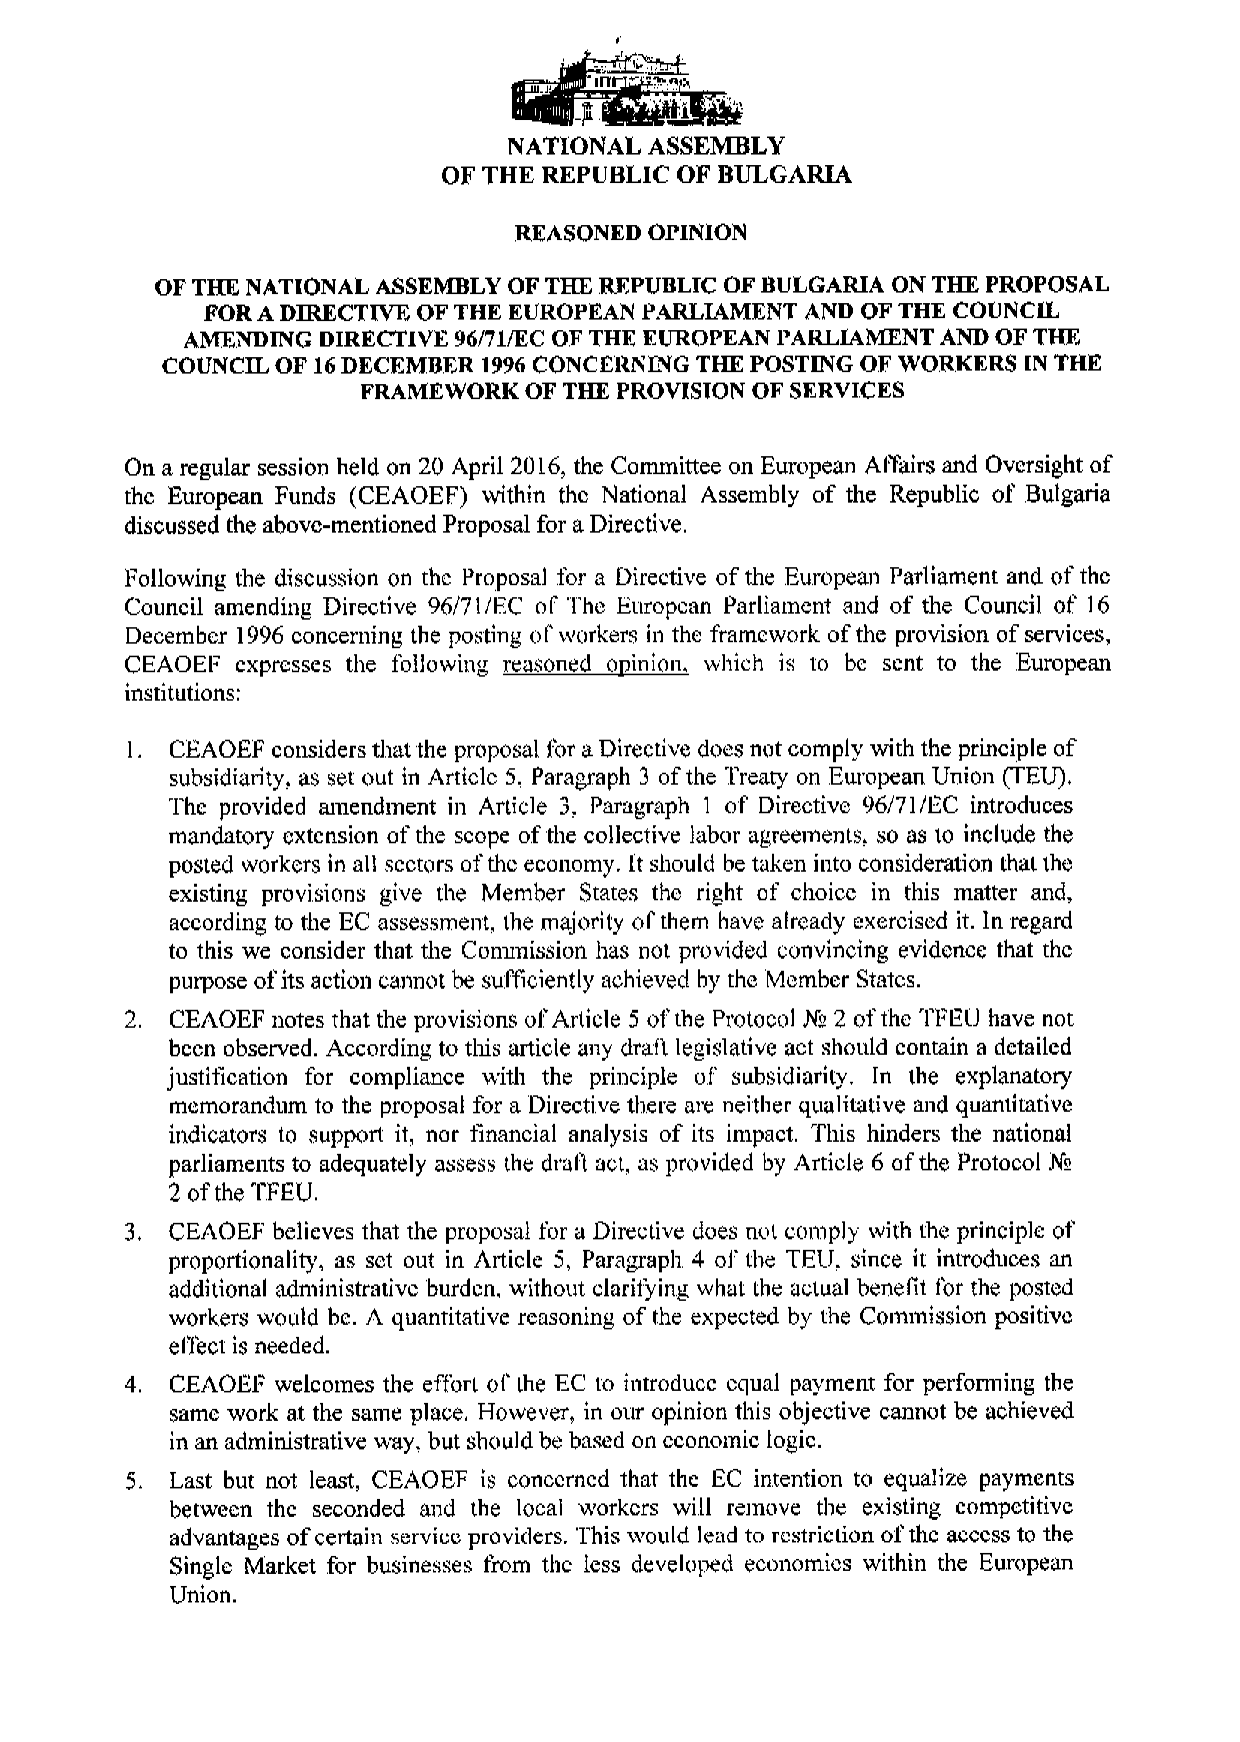 NATIONAL ASSEMBLY
OF THE REPUBLIC OF BULGARIA
REASONED OPINION
OF THE NATIONAL ASSEMBLY OF THE REPUBLIC OF BULGARIA ON THE PROPOSAL
FOR A DIRECTIVE OF THE EUROPEAN PARLIAMENT AND OF THE COUNCIL
AMENDING DIRECTIVE 96/71/EC OF THE EUROPEAN PARLIAMENT AND OF THE
COUNCIL OF 16 DECEMBER 1996 CONCERNING THE POSTING OF WORKERS IN THE
FRAMEWORK OF THE PROVISION OF SERVICES
On a regular session held on 20 April 2016, the Committee on European Affairs and Oversight of
the European Funds (CEAOEF) within the National Assembly of the Republic of Bulgaria
discussed the above-mentioned Proposal for a Directive.
Following the discussion on the Proposal for a Directive of the European Parliament and of the
Council amending Directive 96/71/EC of The European Parliament and of the Council of 16
December 1996 concerning the posting of workers in the framework of the provision of services,
CEAOEF expresses the following reasoned opinion, which is to be sent to the European
institutions:
1. CEAOEF considers that the proposal for a Directive does not comply with the principle of
subsidiarity, as set out in Article 5, Paragraph 3 of the Treaty on European Union (TEU).
The provided amendment in Article 3, Paragraph 1 of Directive 96/71/EC introduces
mandatory extension of the scope of the collective labor agreements, so as to include the
posted workers in all sectors of the economy. It should be taken into consideration that the
existing provisions give the Member States the right of choice in this matter and,
according to the EC assessment, the majority of them have already exercised it. In regard
to this we consider that the Commission has not provided convincing evidence that the
purpose of its action cannot be sufficiently achieved by the Member States.
2. CEAOEF notes that the provisions of Article 5 of the Protocol № 2 of the TFEU have not
been observed. According to this article any draft legislative act should contain a detailed
justification for compliance with the principle of subsidiarity. In the explanatory
memorandum to the proposal for a Directive there are neither qualitative and quantitative
indicators to support it, nor financial analysis of its impact. This hinders the national
parliaments to adequately assess the draft act, as provided by Article 6 of the Protocol №
2 of the TFEU.
3. CEAOEF believes that the proposal for a Directive does not comply with the principle of
proportionality, as set out in Article 5, Paragraph 4 of the TEU, since it introduces an
additional administrative burden, without clarifying what the actual benefit for the posted
workers would be. A quantitative reasoning of the expected by the Commission positive
effect is needed.
4. CEAOEF welcomes the effort of the EC to introduce equal payment for performing the
same work at the same place. However, in our opinion this objective cannot be achieved
in an administrative way, but should be based on economic logic.
5. Last but not least, CEAOEF is concerned that the EC intention to equalize payments
between the seconded and the local workers will remove the existing competitive
advantages of certain service providers. This would lead to restriction of the access to the
Single Market for businesses from the less developed economies within the European
Union.